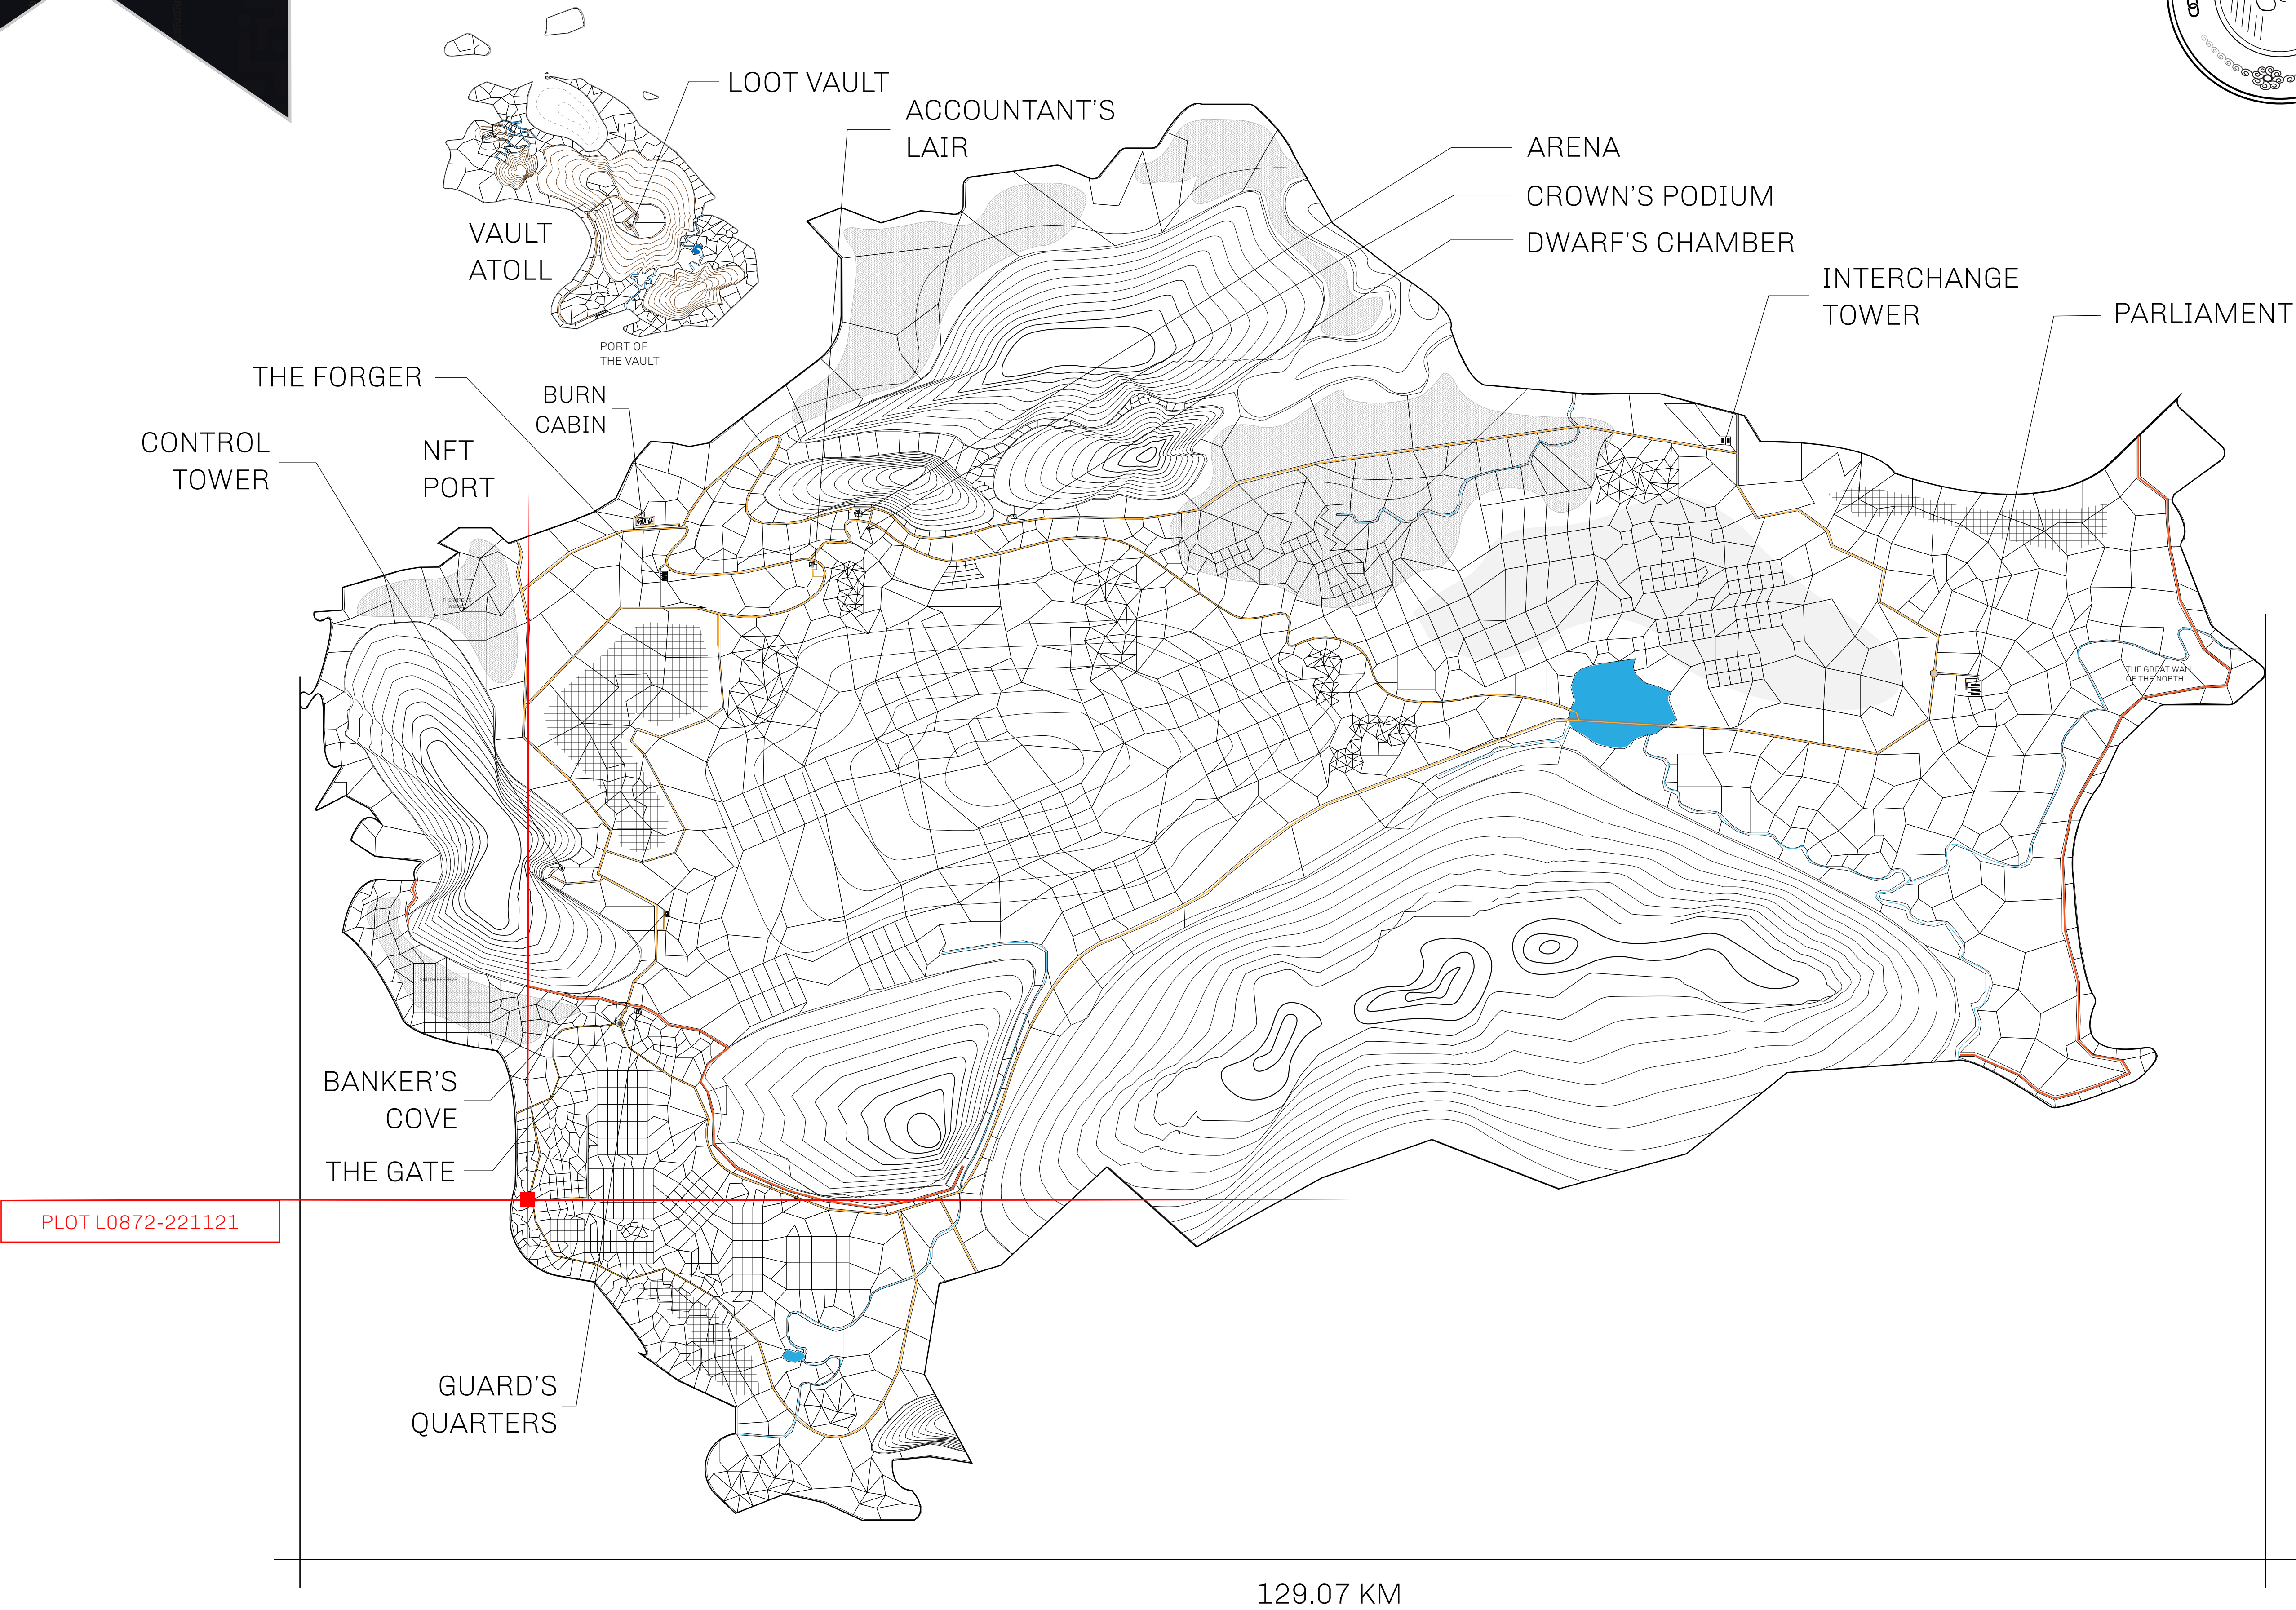 LOOT VAULT
ACCOUNTANT'S
LAIR
ARENA
CROWN'S PODIUM
DWARF'S CHAMBER
VAULT
ATOLL
INTERCHANGE
TOWER
PARLIAMENT
PORT OF
THE VAULT
THE FORGER
BURN
CABIN
CONTROL
TOWER
NFT
PORT
THE GREAT WALL
OF THE NORTH
SOUTH RESERVE
BANKER'S
COVE
THE GATE
PLOT L0872-221121
GUARD'S
QUARTERS
129.07 KM